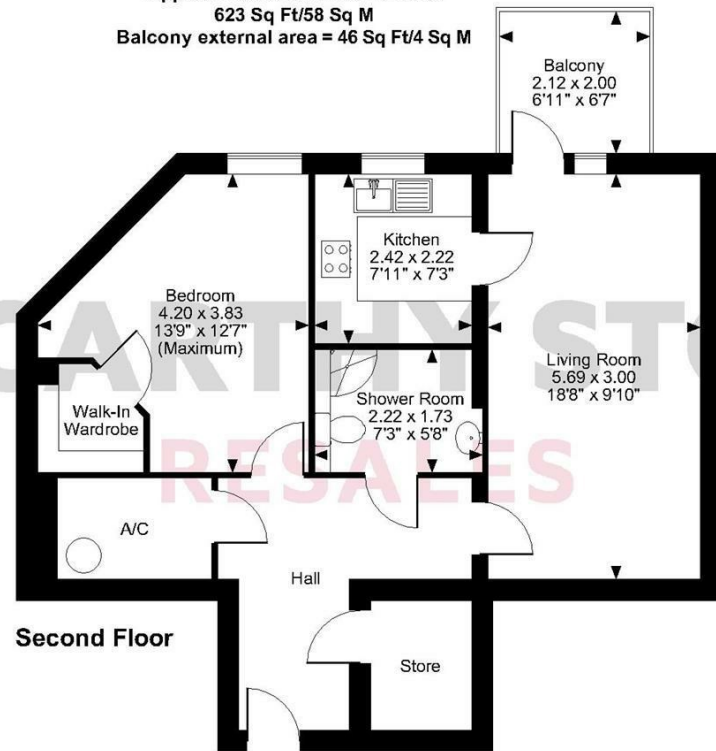 623 Sq Ft/58 Sq M
Balcony external area = 46 Sq Ft/4 Sq M
Balcony
2.12 x 2.00
6'11" x 6'7"
Kitchen
2.42 x 2.22
7'11" x 7'3"
Bedroom
4.20 x 3.83
13'9" x 12'7"
(Maximum)
Living Room
5.69 x 3.00
18'8" x 9'10"
Walk-In
Wardrobe
Shower Room
2.22 x 1.73
7'3" x 5'8"
CARTHY STO
RESALES
A/C
Hall
Second Floor
Store